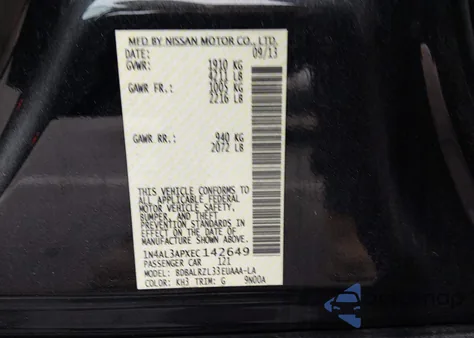 MFD BY NISSAN MOTOR CO., LTD.
DATE: 09/13
GVWR: 1910 KG
4211 LB
GAWR FR.: 1005 KG
2216 LB
GAWR RR.: 940 KG
2072 LB
THIS VEHICLE CONFORMS TO
ALL APPLICABLE FEDERAL
MOTOR VEHICLE SAFETY,
BUMPER, AND THEFT
PREVENTION STANDARDS
IN EFFECT ON THE DATE OF
MANUFACTURE SHOWN ABOVE.
1N4AL3APXEC142649
PASSENGER CAR 121
MODEL: BDBALRZL33EUAAA-LA
COLOR: KH3 TRIM: G 9N00A